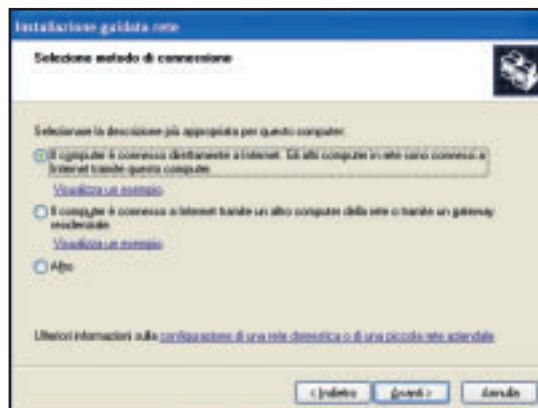 Installazione guidata rete
Selezione metodo di connessione
Selezionare la descrizione più appropriata per questo computer:
Il computer è connesso direttamente a Internet. Gli altri computer in rete sono connessi a
Internet tramite questo computer.
Visualizza un esempio
Il computer è connesso a Internet tramite un altro computer della rete o tramite un gateway
residenziale.
Visualizza un esempio
Altro
Ulteriori informazioni sulla configurazione di una rete domestica o di una piccola rete aziendale
< Indietro Avanti > Annulla